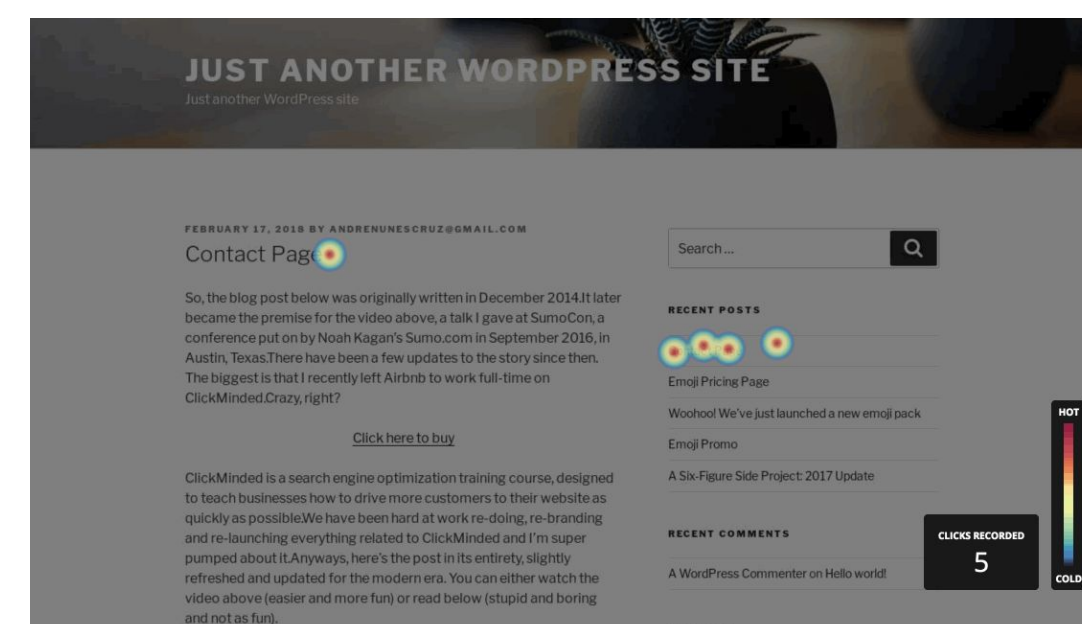 JUST ANOTHER WORDPRESS SITE
Just another WordPress site
FEBRUARY 17, 2018 BY ANDRENUNESCRUZ@GMAIL.COM
Contact Page
So, the blog post below was originally written in December 2014.It later
became the premise for the video above, a talk I gave at SumoCon, a
conference put on by Noah Kagan's Sumo.com in September 2016, in
Austin, Texas.There have been a few updates to the story since then.
The biggest is that I recently left Airbnb to work full-time on
ClickMinded.Crazy, right?
Click here to buy
ClickMinded is a search engine optimization training course, designed
to teach businesses how to drive more customers to their website as
quickly as possible.We have been hard at work re-doing, re-branding
and re-launching everything related to ClickMinded and I'm super
pumped about it.Anyways, here's the post in its entirety, slightly
refreshed and updated for the modern era. You can either watch the
video above (easier and more fun) or read below (stupid and boring
and not as fun).
Search ...
RECENT POSTS
Emoji Pricing Page
Woohoo! We've just launched a new emoji pack
Emoji Promo
A Six-Figure Side Project: 2017 Update
RECENT COMMENTS
A WordPress Commenter on Hello world!
HOT
COLD
CLICKS RECORDED
5